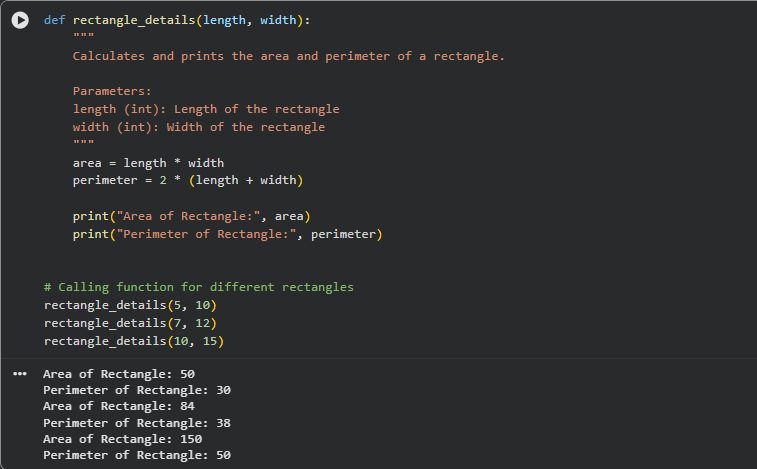 def rectangle_details(length, width):
    """
    Calculates and prints the area and perimeter of a rectangle.

    Parameters:
    length (int): Length of the rectangle
    width (int): Width of the rectangle
    """
    area = length * width
    perimeter = 2 * (length + width)

    print("Area of Rectangle:", area)
    print("Perimeter of Rectangle:", perimeter)


# Calling function for different rectangles
rectangle_details(5, 10)
rectangle_details(7, 12)
rectangle_details(10, 15)
Area of Rectangle: 50
Perimeter of Rectangle: 30
Area of Rectangle: 84
Perimeter of Rectangle: 38
Area of Rectangle: 150
Perimeter of Rectangle: 50